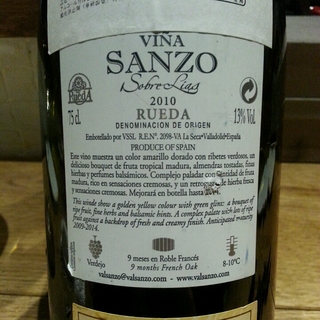 VIÑA
SANZO
Sobre Lías
2010
RUEDA
DENOMINACION DE ORIGEN
RUEDA
75 cl
13% Vol.
Embotellado por VSSL R.E.N°. 2098-VA La Seca•Valladolid•España
PRODUCE OF SPAIN
Este vino muestra un color amarillo dorado con ribetes verdosos, un
delicioso bouquet de fruta tropical madura, almendras tostadas, fruta
hierbas y perfumes balsámicos. Complejo paladar con cantidad de fruta
madura, rico en sensaciones cremosas, y un retrogusto de hierba fresca
y sensaciones cremosas. Mejorará en botella hasta
This winde show a golden yellow colour with green glints: a bouquet of
ripe fruit, fine herbs and balsamic hints. A complex palate with lots of ripe
fruit against a backdrop of fresh and creamy finish. Anticipated maturity
2009-2014.
Verdejo
9 meses en Roble Francés
9 months French Oak
8-10°C
valsanzo@valsanzo.com - www.valsanzo.com